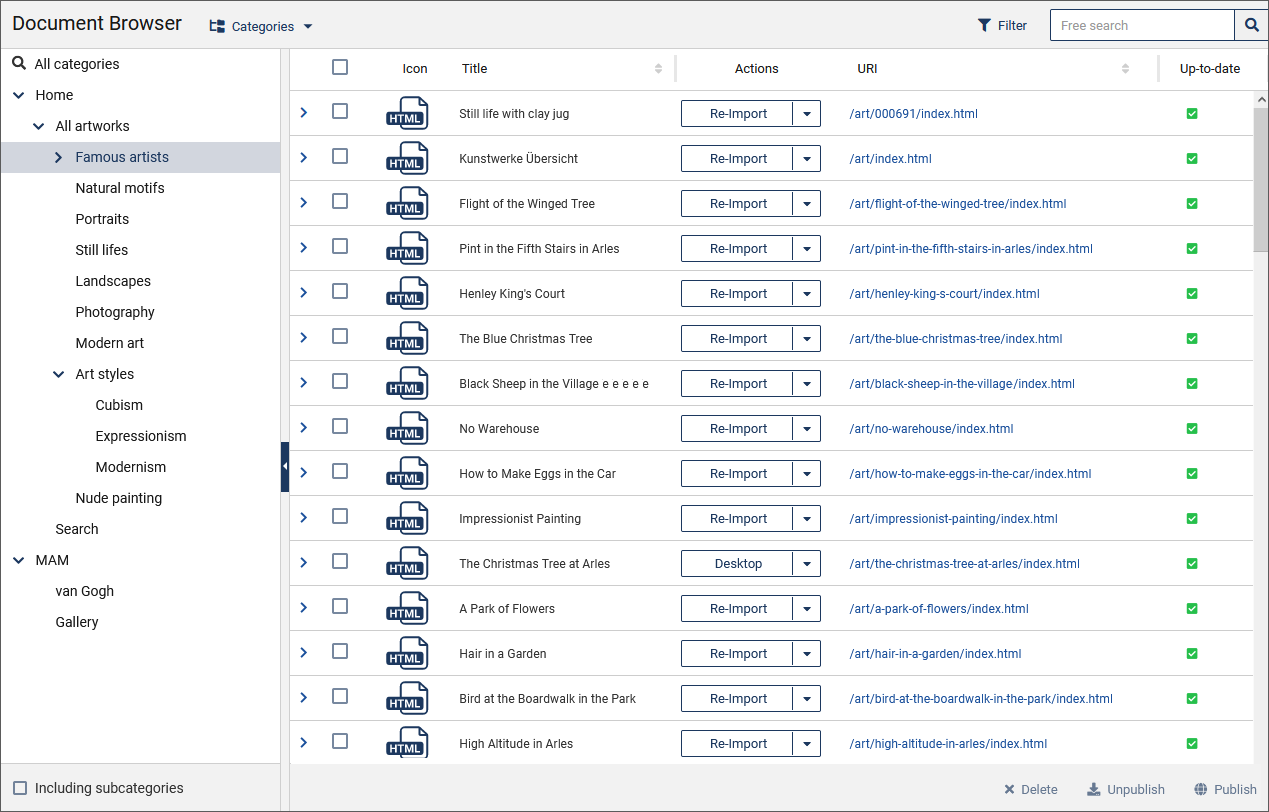 Document Browser Categories Filter Free search
All categories
Home
All artworks
Famous artists
Natural motifs
Portraits
Still lifes
Landscapes
Photography
Modern art
Art styles
Cubism
Expressionism
Modernism
Nude painting
Search
MAM
van Gogh
Gallery
Including subcategories
Icon Title Actions URI Up-to-date
HTML Still life with clay jug Re-Import /art/000691/index.html
HTML Kunstwerke Übersicht Re-Import /art/index.html
HTML Flight of the Winged Tree Re-Import /art/flight-of-the-winged-tree/index.html
HTML Pint in the Fifth Stairs in Arles Re-Import /art/pint-in-the-fifth-stairs-in-arles/index.html
HTML Henley King's Court Re-Import /art/henley-king-s-court/index.html
HTML The Blue Christmas Tree Re-Import /art/the-blue-christmas-tree/index.html
HTML Black Sheep in the Village e e e e e Re-Import /art/black-sheep-in-the-village/index.html
HTML No Warehouse Re-Import /art/no-warehouse/index.html
HTML How to Make Eggs in the Car Re-Import /art/how-to-make-eggs-in-the-car/index.html
HTML Impressionist Painting Re-Import /art/impressionist-painting/index.html
HTML The Christmas Tree at Arles Desktop /art/the-christmas-tree-at-arles/index.html
HTML A Park of Flowers Re-Import /art/a-park-of-flowers/index.html
HTML Hair in a Garden Re-Import /art/hair-in-a-garden/index.html
HTML Bird at the Boardwalk in the Park Re-Import /art/bird-at-the-boardwalk-in-the-park/index.html
HTML High Altitude in Arles Re-Import /art/high-altitude-in-arles/index.html
Delete Unpublish Publish